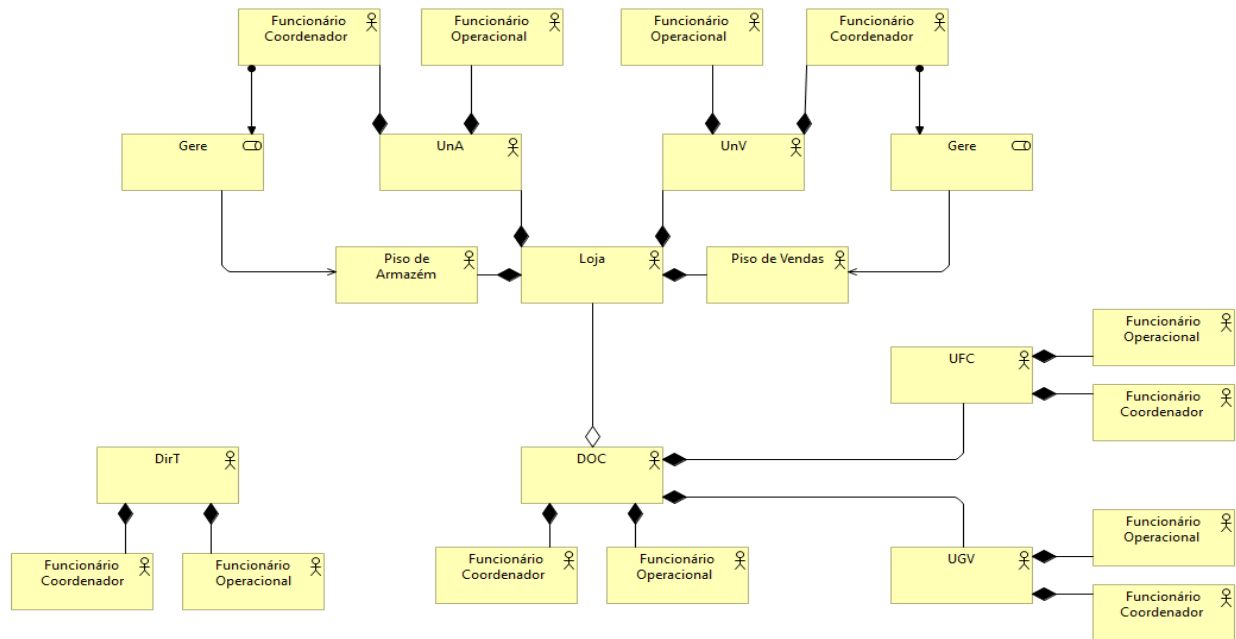 Funcionário
Coordenador
Funcionário
Operacional
Funcionário
Operacional
Funcionário
Coordenador
Gere
UnA
UnV
Gere
Piso de
Armazém
Loja
Piso de Vendas
Funcionário
Operacional
UFC
Funcionário
Coordenador
DirT
DOC
Funcionário
Operacional
Funcionário
Coordenador
Funcionário
Operacional
Funcionário
Coordenador
Funcionário
Operacional
UGV
Funcionário
Coordenador